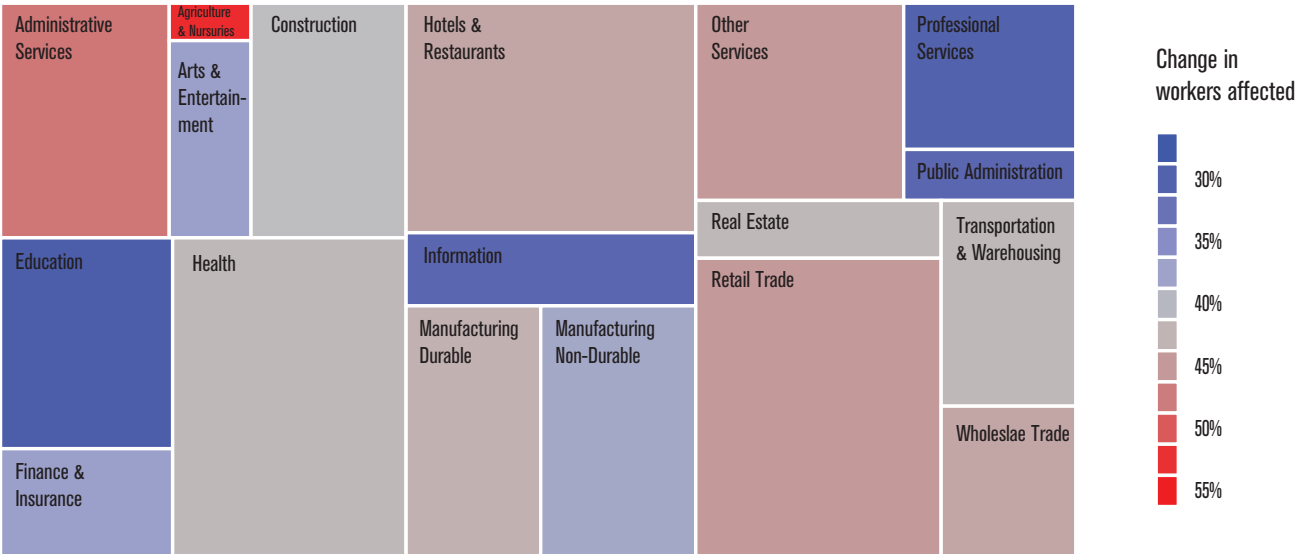 Administrative
Services
Agriculture
& Nursuries
Arts &
Entertain-
ment
Construction
Hotels &
Restaurants
Other
Services
Professional
Services
Public Administration
Education
Health
Information
Real Estate
Transportation
& Warehousing
Retail Trade
Manufacturing
Durable
Manufacturing
Non-Durable
Finance &
Insurance
Wholeslae Trade
Change in
workers affected
30%
35%
40%
45%
50%
55%